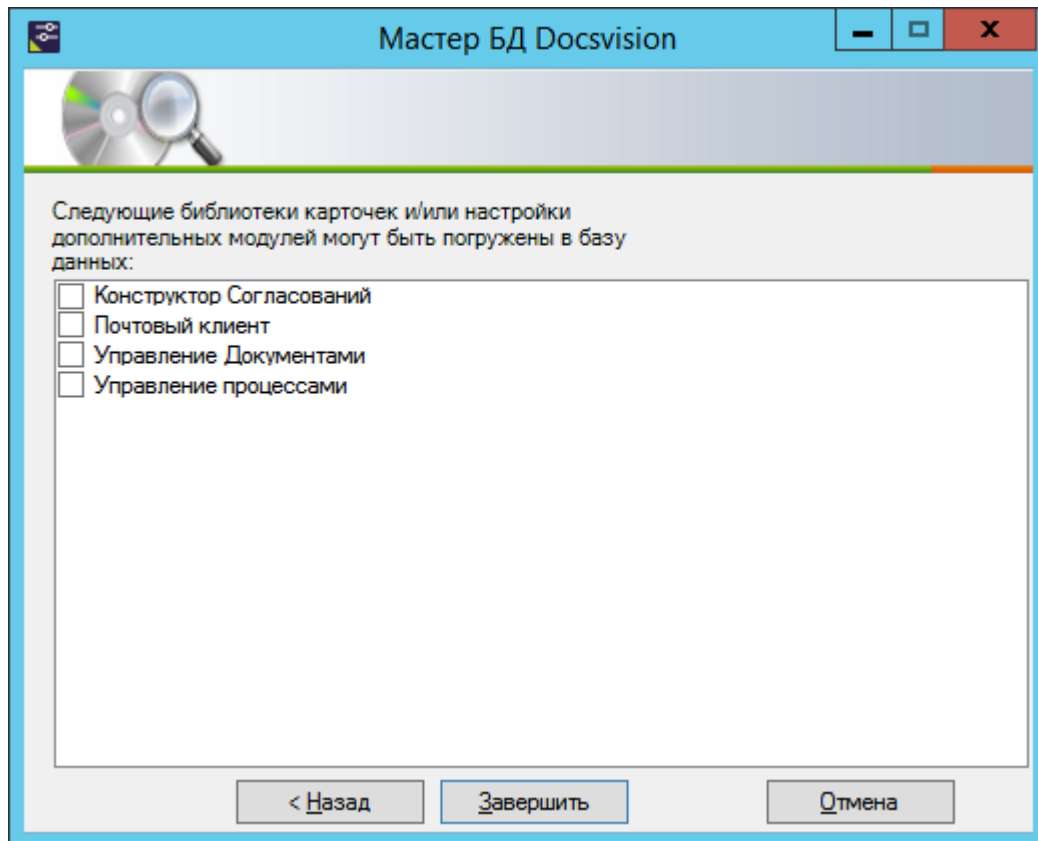 Мастер БД Docsvision
Следующие библиотеки карточек и/или настройки
дополнительных модулей могут быть погружены в базу
данных:
Конструктор Согласований
Почтовый клиент
Управление Документами
Управление процессами
< Назад Завершить Отмена